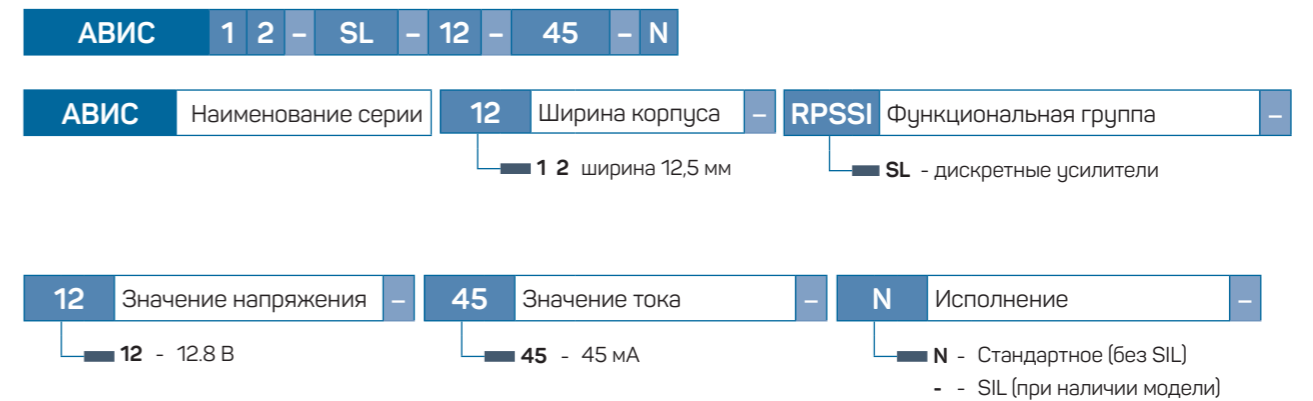 АВИС 1 2 – SL – 12 – 45 – N
АВИС Наименование серии 12 Ширина корпуса – RPSSI Функциональная группа –
1 2 ширина 12,5 мм SL - дискретные усилители
12 Значение напряжения – 45 Значение тока – N Исполнение –
12 - 12.8 В 45 - 45 мА N - Стандартное (без SIL)
- - SIL (при наличии модели)